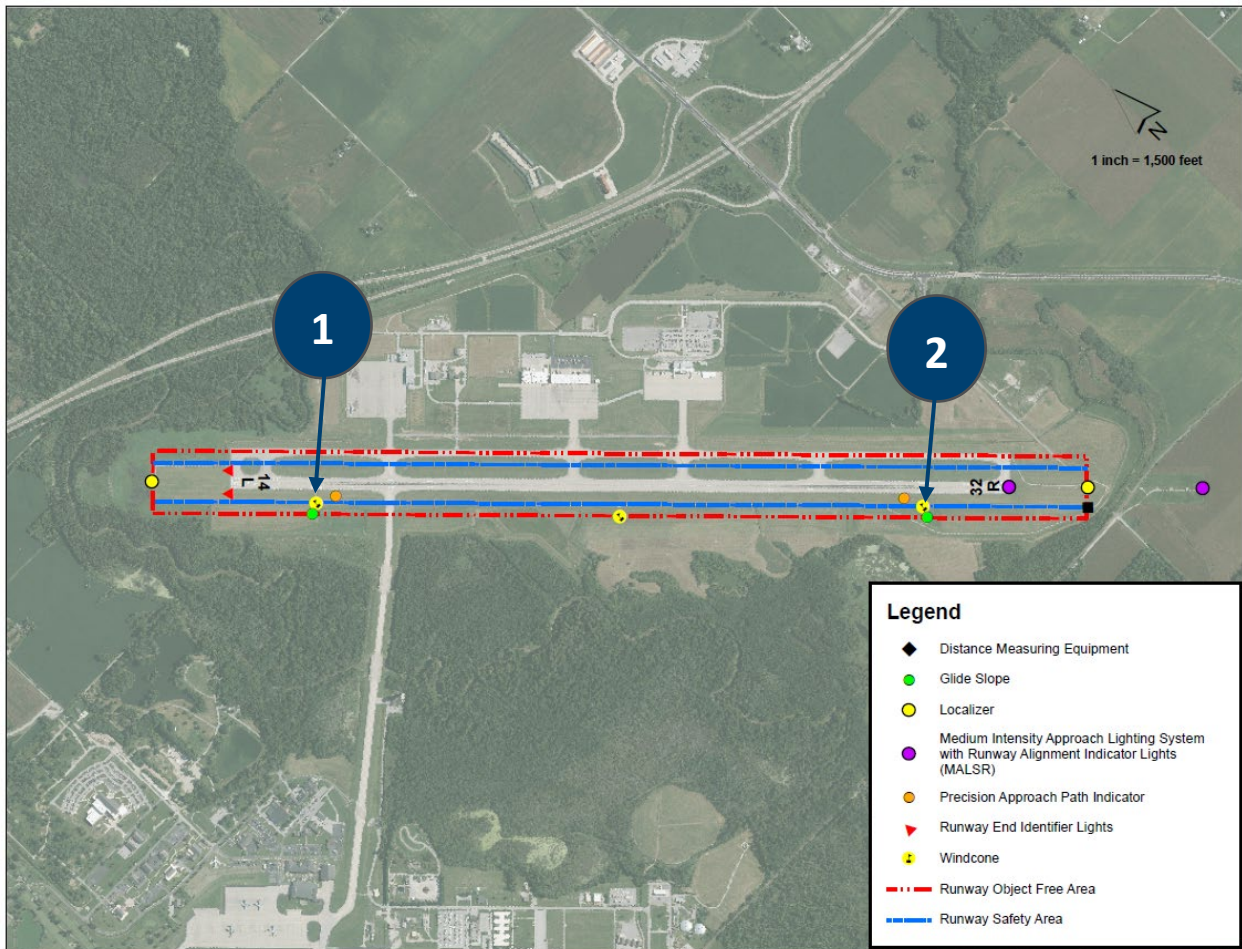 N
1 inch = 1,500 feet
1
2
14
L
32
R
Legend
Distance Measuring Equipment
Glide Slope
Localizer
Medium Intensity Approach Lighting System
with Runway Alignment Indicator Lights
(MALSR)
Precision Approach Path Indicator
Runway End Identifier Lights
Windcone
Runway Object Free Area
Runway Safety Area